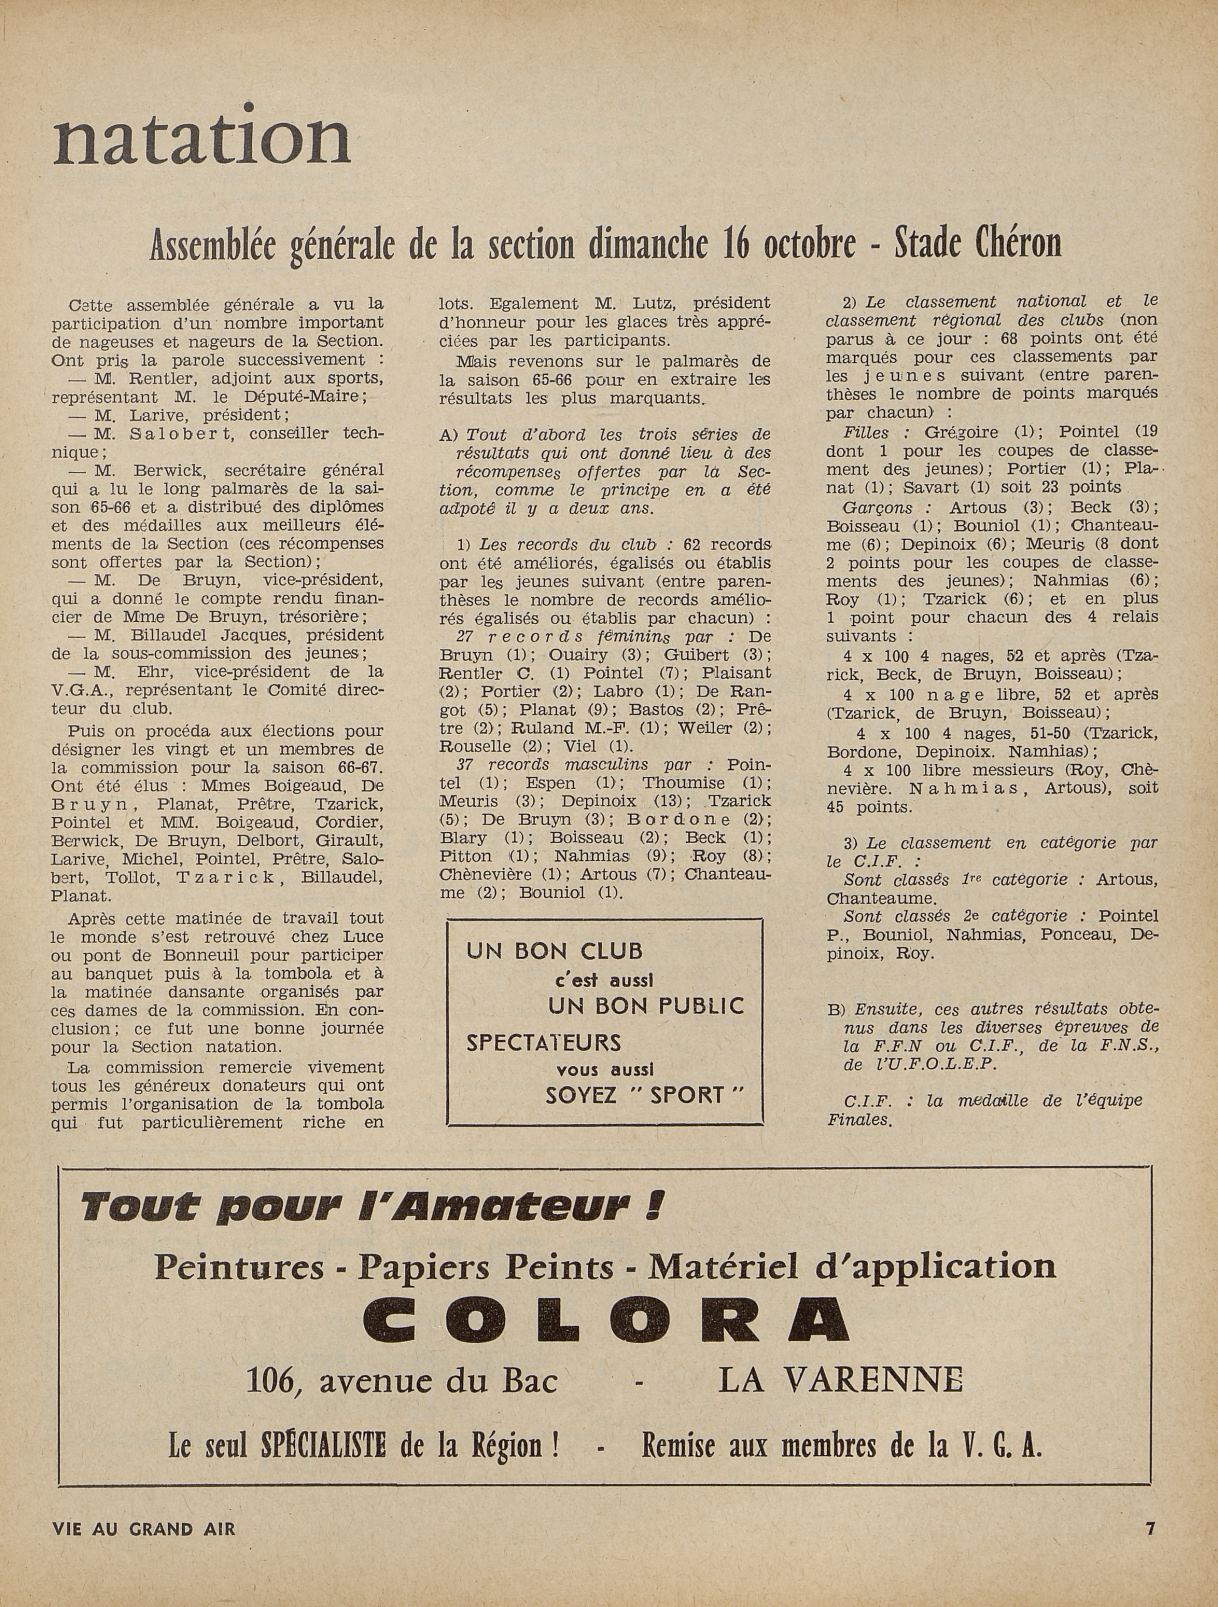 natation
Assemblée générale de la section dimanche 16 octobre - Stade Chéron
Cette assemblée générale a vu la
participation d'un nombre important
de nageuses et nageurs de la Section.
Ont pris la parole successivement :
— M. Rentler, adjoint aux sports,
représentant M. le Député-Maire ;
— M. Larive, président ;
— M. Salobert, conseiller tech-
nique ;
— M. Berwick, secrétaire général
qui a lu le long palmarès de la sai-
son 65-66 et a distribué des diplômes
et des médailles aux meilleurs élé-
ments de la Section (ces récompenses
sont offertes par la Section) ;
— M. De Bruyn, vice-président,
qui a donné le compte rendu finan-
cier de Mme De Bruyn, trésorière ;
— M. Billaudel Jacques, président
de la sous-commission des jeunes ;
— M. Ehr, vice-président de la
V.G.A., représentant le Comité direc-
teur du club.
Puis on procéda aux élections pour
désigner les vingt et un membres de
la commission pour la saison 66-67.
Ont été élus : Mmes Boigeaud, De
Bruyn, Planat, Prêtre, Tzarick,
Pointel et MM. Boigeaud, Cordier,
Berwick, De Bruyn, Delbort, Girault,
Larive, Michel, Pointel, Prêtre, Salo-
bert, Tollot, Tzarick, Billaudel,
Planat.
Après cette matinée de travail tout
le monde s'est retrouvé chez Luce
ou pont de Bonneuil pour participer
au banquet puis à la tombola et à
la matinée dansante organisés par
ces dames de la commission. En con-
clusion ; ce fut une bonne journée
pour la Section natation.
La commission remercie vivement
tous les généreux donateurs qui ont
permis l'organisation de la tombola
qui fut particulièrement riche en
lots. Egalement M. Lutz, président
d'honneur pour les glaces très appré-
ciées par les participants.
Mais revenons sur le palmarès de
la saison 65-66 pour en extraire les
résultats les plus marquants.
A) Tout d'abord les trois séries de
résultats qui ont donné lieu à des
récompenses offertes par la Sec-
tion, comme le principe en a été
adpoté il y a deux ans.
1) Les records du club : 62 records
ont été améliorés, égalisés ou établis
par les jeunes suivant (entre paren-
thèses le nombre de records amélio-
rés égalisés ou établis par chacun) :
27 records féminins par : De
Bruyn (1) ; Ouairy (3) ; Guibert (3) ;
Rentler C. (1) Pointel (7) ; Plaisant
(2) ; Portier (2) ; Labro (1) ; De Ran-
got (5) ; Planat (9) ; Bastos (2) ; Prê-
tre (2) ; Ruland M.-F. (1) ; Weiler (2) ;
Rouselle (2) ; Viel (1).
37 records masculins par : Poin-
tel (1) ; Espen (1) ; Thoumise (1) ;
Meuris (3) ; Depinoix (13) ; Tzarick
(5) ; De Bruyn (3) ; Bordone (2) ;
Blary (1) ; Boisseau (2) ; Beck (1) ;
Pitton (1) ; Nahmias (9) ; Roy (8) ;
Chènevière (1) ; Artous (7) ; Chanteau-
me (2) ; Bouniol (1).
UN BON CLUB
c'est aussi
UN BON PUBLIC
SPECTATEURS
vous aussi
SOYEZ " SPORT "
2) Le classement national et le
classement régional des clubs (non
parus à ce jour : 68 points ont été
marqués pour ces classements par
les jeunes suivant (entre paren-
thèses le nombre de points marqués
par chacun) :
Filles : Grégoire (1) ; Pointel (19
dont 1 pour les coupes de classe-
ment des jeunes) ; Portier (1) ; Pla-
nat (1) ; Savart (1) soit 23 points
Garçons : Artous (3) ; Beck (3) ;
Boisseau (1) ; Bouniol (1) ; Chanteau-
me (6) ; Depinoix (6) ; Meuris (8 dont
2 points pour les coupes de classe-
ments des jeunes) ; Nahmias (6) ;
Roy (1) ; Tzarick (6) ; et en plus
1 point pour chacun des 4 relais
suivants :
4 x 100 4 nages, 52 et après (Tza-
rick, Beck, de Bruyn, Boisseau) ;
4 x 100 nage libre, 52 et après
(Tzarick, de Bruyn, Boisseau) ;
4 x 100 4 nages, 51-50 (Tzarick,
Bordone, Depinoix. Namhias) ;
4 x 100 libre messieurs (Roy, Chè-
nevière. Nahmias, Artous), soit
45 points.
3) Le classement en catégorie par
le C.I.F. :
Sont classés 1re catégorie : Artous,
Chanteaume.
Sont classés 2e catégorie : Pointel
P., Bouniol, Nahmias, Ponceau, De-
pinoix, Roy.
B) Ensuite, ces autres résultats obte-
nus dans les diverses épreuves de
la F.F.N ou C.I.F., de la F.N.S.,
de l'U.F.O.L.E.P.
C.I.F. : la medaille de l'équipe
Finales.
Tout pour l'Amateur !
Peintures - Papiers Peints - Matériel d'application
COLORA
106, avenue du Bac - LA VARENNE
Le seul SPÉCIALISTE de la Région ! - Remise aux membres de la V. G. A.
VIE AU GRAND AIR 7